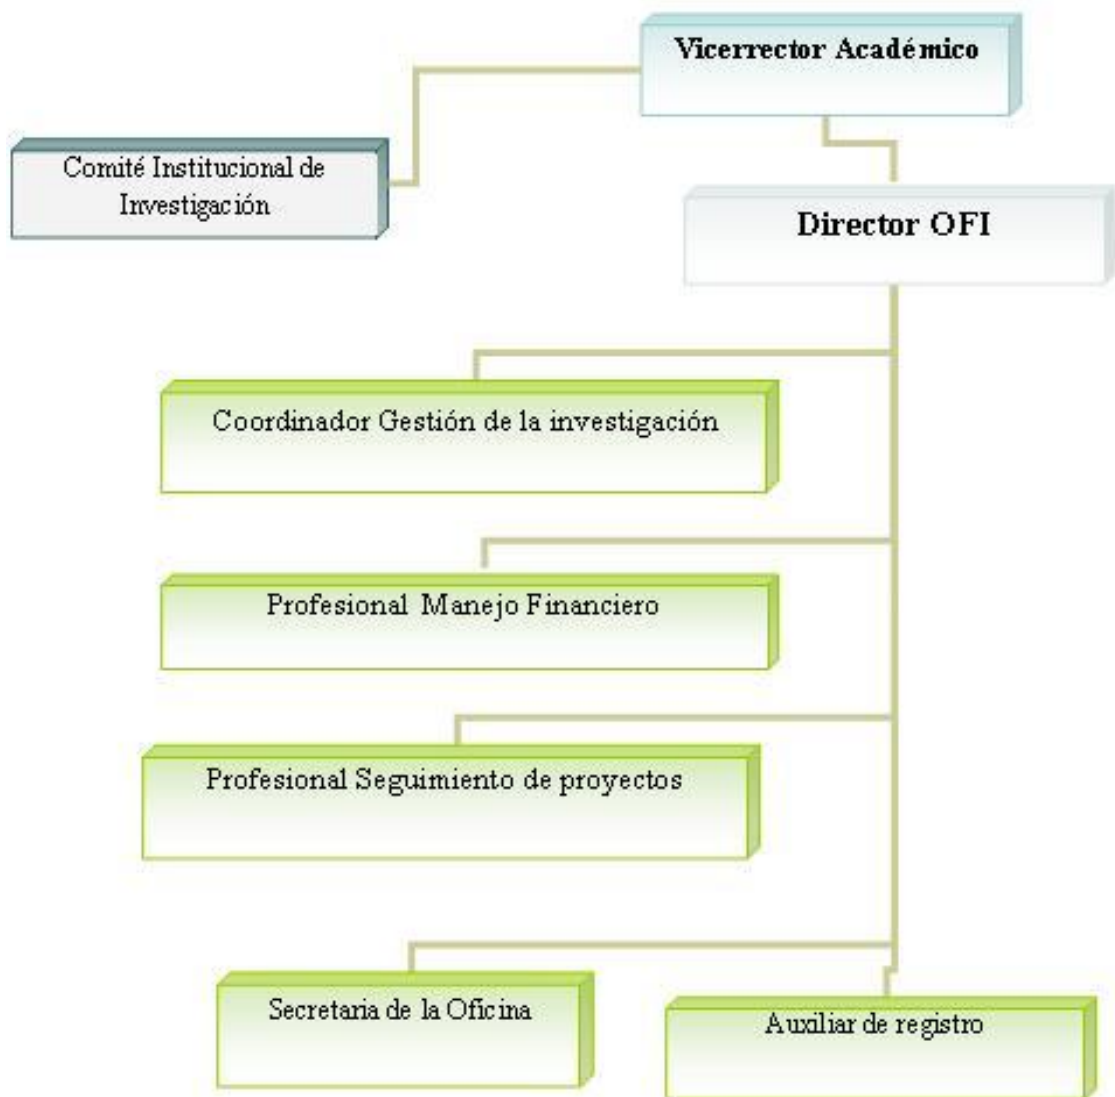 Vicerrector Académico
Comité Institucional de
Investigación
Director OFI
Coordinador Gestión de la investigación
Profesional Manejo Financiero
Profesional Seguimiento de proyectos
Secretaria de la Oficina
Auxiliar de registro